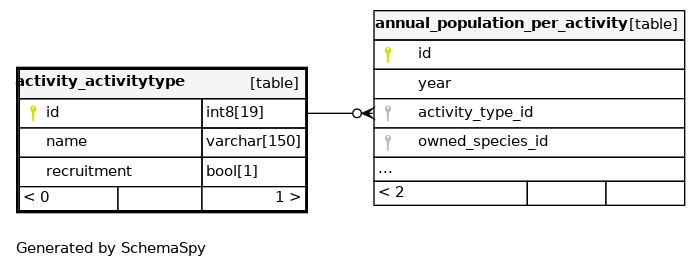 activity_activitytype [table]
id int8[19]
name varchar[150]
recruitment bool[1]
< 0 1 >
annual_population_per_activity [table]
id
year
activity_type_id
owned_species_id
...
< 2
Generated by SchemaSpy